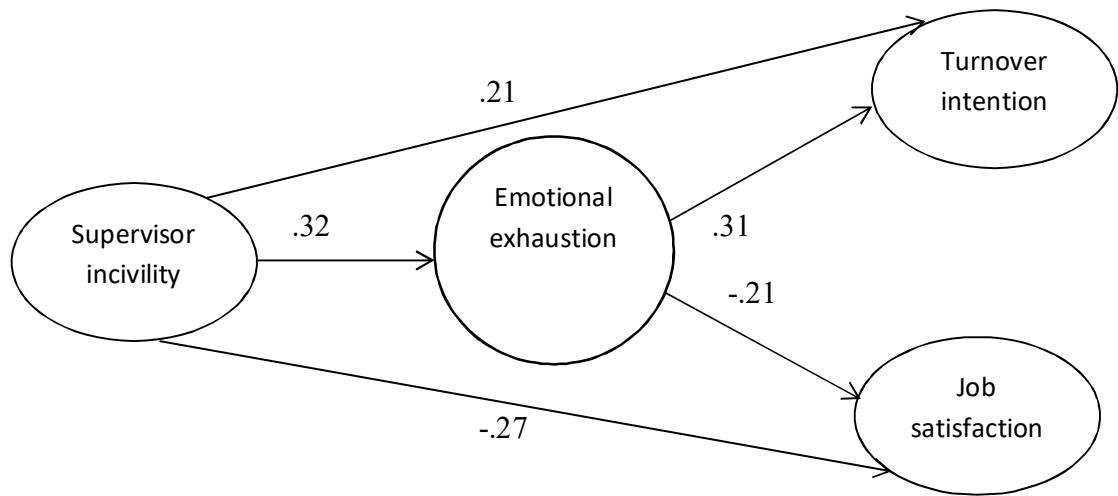 Turnover
intention
.21
Emotional
exhaustion
Supervisor
incivility
.32
.31
-.21
Job
satisfaction
-.27